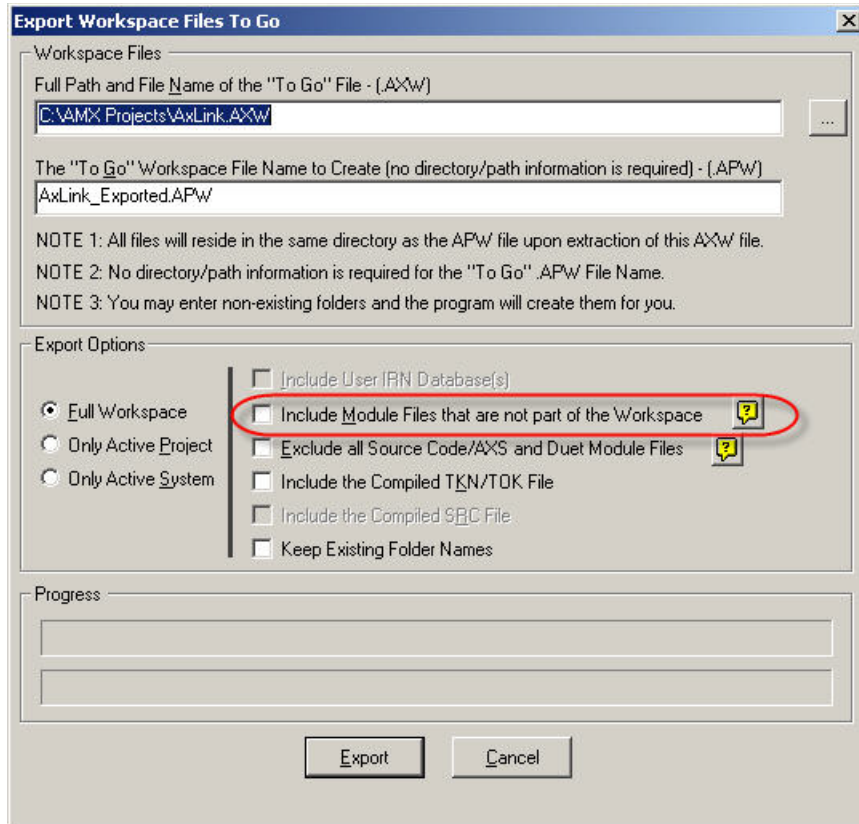 Export Workspace Files To Go
Workspace Files
Full Path and File Name of the "To Go" File - (.AXW)
C:\AMX Projects\AxLink.AXW
...
The "To Go" Workspace File Name to Create (no directory/path information is required) - (.APW)
AxLink_Exported.APW
NOTE 1: All files will reside in the same directory as the APW file upon extraction of this AXW file.
NOTE 2: No directory/path information is required for the "To Go" .APW File Name.
NOTE 3: You may enter non-existing folders and the program will create them for you.
Export Options
Full Workspace
Only Active Project
Only Active System
Include User IRN Database(s)
Include Module Files that are not part of the Workspace
Exclude all Source Code/AXS and Duet Module Files
Include the Compiled TKN/TOK File
Include the Compiled SRC File
Keep Existing Folder Names
Progress
Export
Cancel